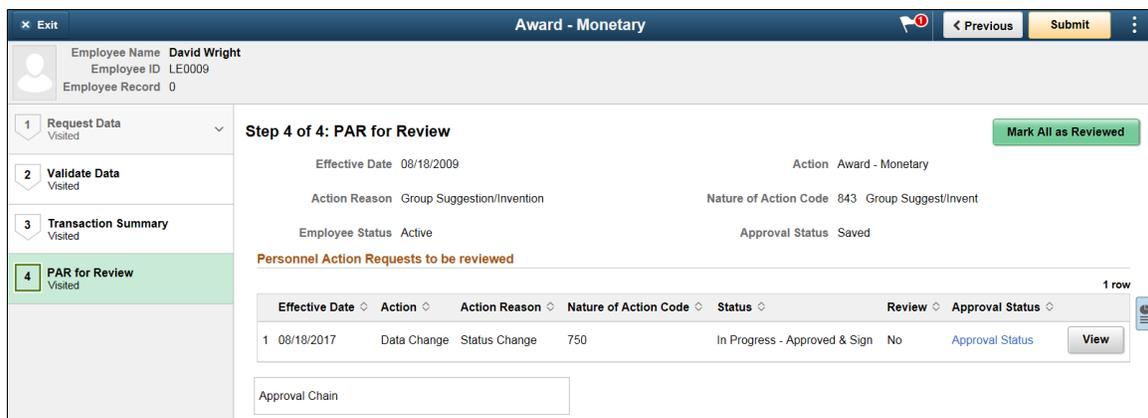 × Exit
Award - Monetary
1
Previous
Submit
Employee Name David Wright
Employee ID LE0009
Employee Record 0
1 Request Data
Visited
2 Validate Data
Visited
3 Transaction Summary
Visited
4 PAR for Review
Visited
Step 4 of 4: PAR for Review
Mark All as Reviewed
Effective Date 08/18/2009 Action Award - Monetary
Action Reason Group Suggestion/Invention Nature of Action Code 843 Group Suggest/Invent
Employee Status Active Approval Status Saved
Personnel Action Requests to be reviewed
1 row
Effective Date Action Action Reason Nature of Action Code Status Review Approval Status
1 08/18/2017 Data Change Status Change 750 In Progress - Approved & Sign No Approval Status View
Approval Chain